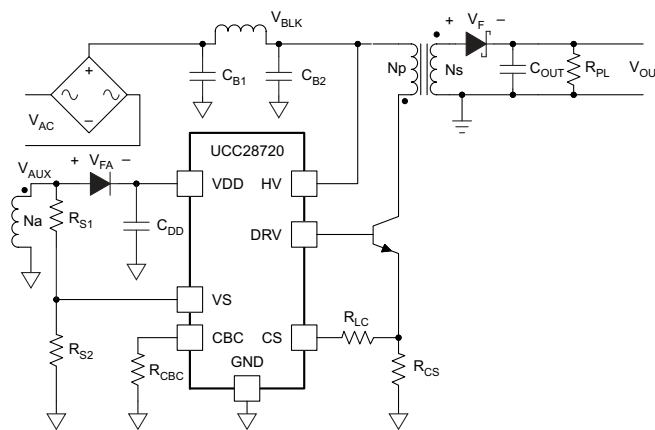 V_BLK
+ V_F −
C_B1
C_B2
Np
Ns
C_OUT
R_PL
V_OU
+
−
V_AC
UCC28720
V_AUX
+ V_FA −
VDD
HV
Na
R_S1
C_DD
DRV
VS
R_S2
CBC
CS
R_LC
GND
R_CBC
R_CS